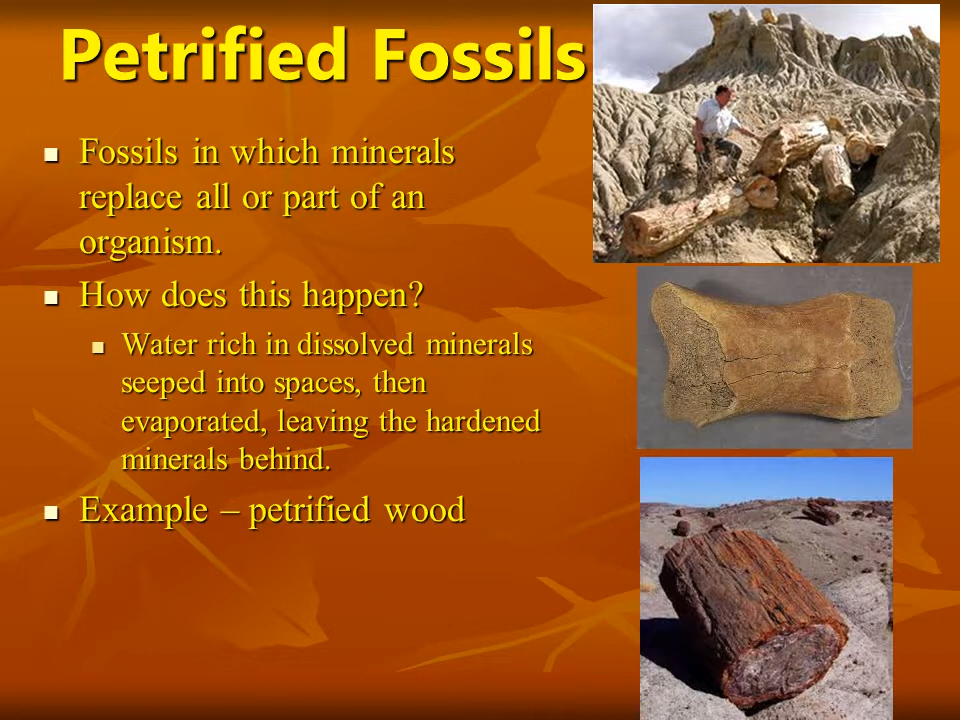 Petrified Fossils
Fossils in which minerals
replace all or part of an
organism.
How does this happen?
Water rich in dissolved minerals
seeped into spaces, then
evaporated, leaving the hardened
minerals behind.
Example – petrified wood